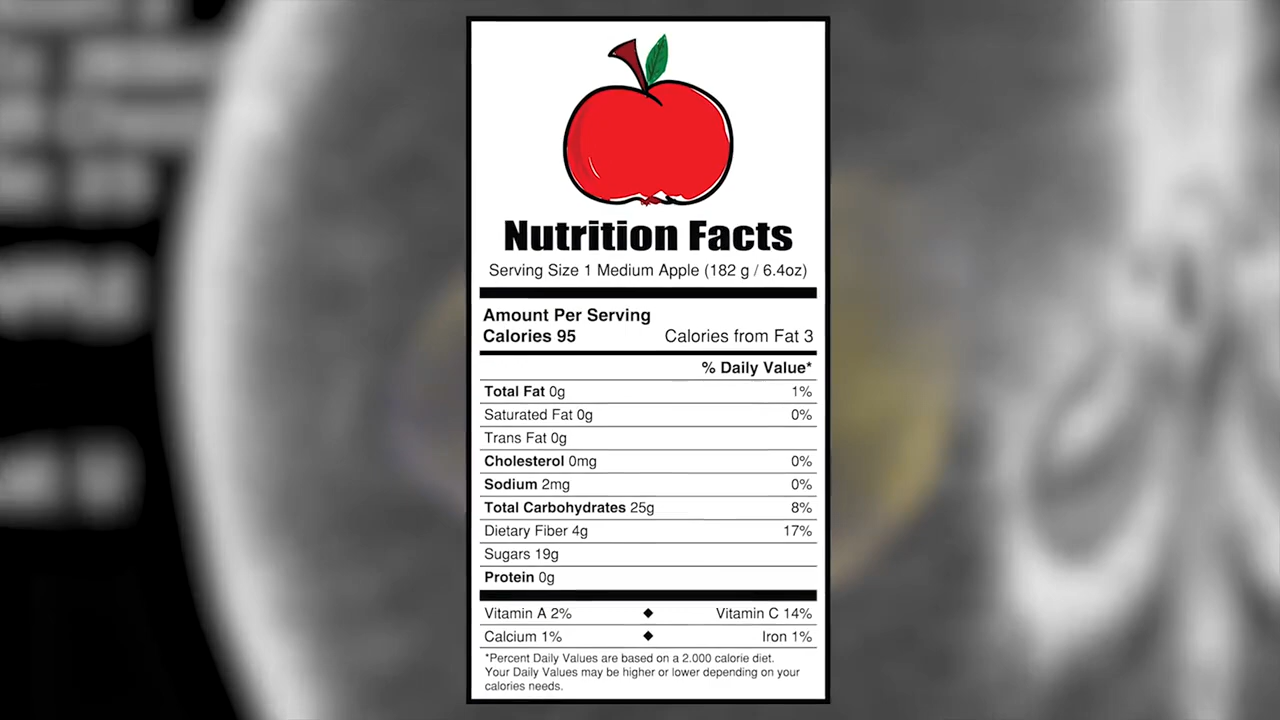 Nutrition Facts
Serving Size 1 Medium Apple (182 g / 6.4oz)
Amount Per Serving
Calories 95 Calories from Fat 3
% Daily Value*
Total Fat 0g 1%
Saturated Fat 0g 0%
Trans Fat 0g
Cholesterol 0mg 0%
Sodium 2mg 0%
Total Carbohydrates 25g 8%
Dietary Fiber 4g 17%
Sugars 19g
Protein 0g
Vitamin A 2% ◆ Vitamin C 14%
Calcium 1% ◆ Iron 1%
*Percent Daily Values are based on a 2.000 calorie diet.
Your Daily Values may be higher or lower depending on your
calories needs.